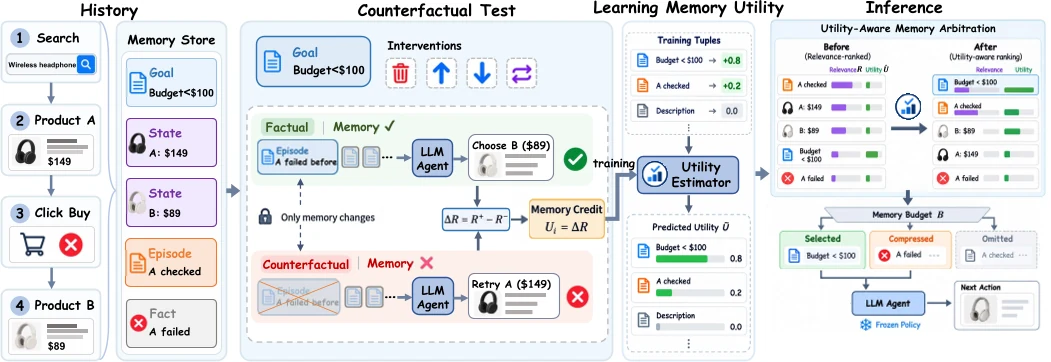 History
1 Search
Wireless headphone
2 Product A
$149
3 Click Buy
4 Product B
$89
Memory Store
Goal
Budget<$100
State
A: $149
State
B: $89
Episode
A checked
Fact
A failed
Counterfactual Test
Goal
Budget<$100
Interventions
Factual | Memory ✓
Episode
A failed before
...
LLM
Agent
Choose B ($89)
Only memory changes
ΔR = R⁺ − R⁻
Memory Credit
Uᵢ = ΔR
Counterfactual | Memory ✗
Episode
A failed before
...
LLM
Agent
Retry A ($149)
training
Learning Memory Utility
Training Tuples
Budget < $100 → +0.8
A checked → +0.2
Description → 0.0
⋮
Utility
Estimator
Predicted Utility Û
Budget < $100
0.8
A checked
0.2
Description
0.0
⋮
Inference
Utility-Aware Memory Arbitration
Before
(Relevance-ranked)
Relevance R Utility Û
A checked
A: $149
B: $89
Budget
< $100
A failed
After
(Utility-aware ranking)
Relevance Utility
Budget < $100
A checked
B: $89
A: $149
A failed
Memory Budget B
Selected
Budget < $100
Compressed
A failed ...
Omitted
A checked ...
LLM Agent
Frozen Policy
Next Action